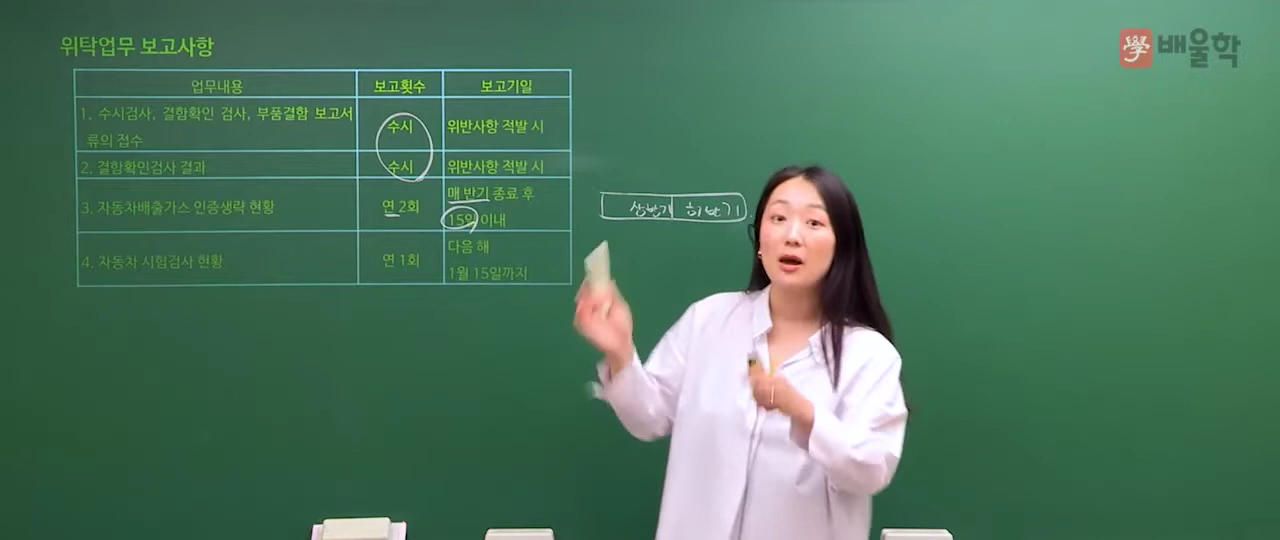 위탁업무 보고사항
學 배울학
업무내용 보고횟수 보고기일
1. 수시검사, 결함확인 검사, 부품결함 보고서
류의 접수
수시
위반사항 적발 시
2. 결함확인검사 결과
수시
위반사항 적발 시
3. 자동차배출가스 인증생략 현황
연 2회
매 반기 종료 후
15일 이내
4. 자동차 시험검사 현황
연 1회
다음 해
1월 15일까지
상반기 하반기